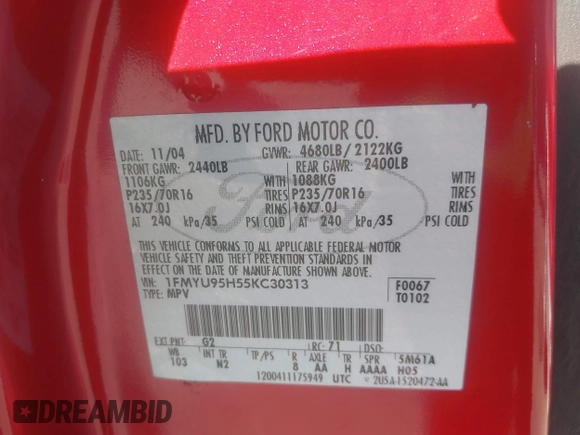 MFD. BY FORD MOTOR CO.
DATE: 11/04 GVWR: 4680LB/2122KG
FRONT GAWR: 2440LB REAR GAWR: 2400LB
1106KG WITH 1088KG WITH
P235/70R16 TIRES P235/70R16 TIRES
16X7.0J RIMS 16X7.0J RIMS
AT 240 kPa/35 PSI COLD AT 240 kPa/35 PSI COLD
Ford
THIS VEHICLE CONFORMS TO ALL APPLICABLE FEDERAL MOTOR
VEHICLE SAFETY AND THEFT PREVENTION STANDARDS IN
EFFECT ON THE DATE OF MANUFACTURE SHOWN ABOVE.
VIN: 1FMYU95H55KC30313 F0067
TYPE: MPV T0102
EXT PNT: G2 RC: 71 5M61A
WB INT TR TP/PS R AXLE TR SPR
103 N2 8 AA H AAAA H05
1200411175949 UTC 2U5A-1520472-AA
DREAMBID